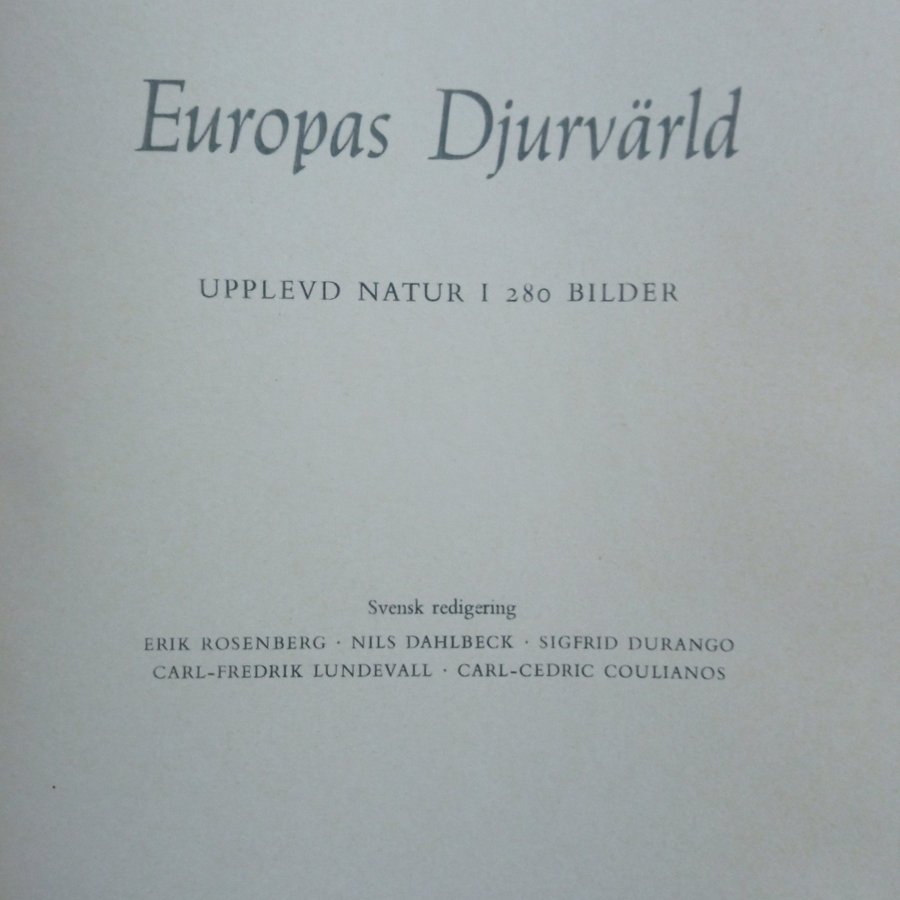 Europas Djurvärld
UPPLEVD NATUR I 280 BILDER
Svensk redigering
ERIK ROSENBERG · NILS DAHLBECK · SIGFRID DURANGO
CARL-FREDRIK LUNDEVALL · CARL-CEDRIC COULIANOS